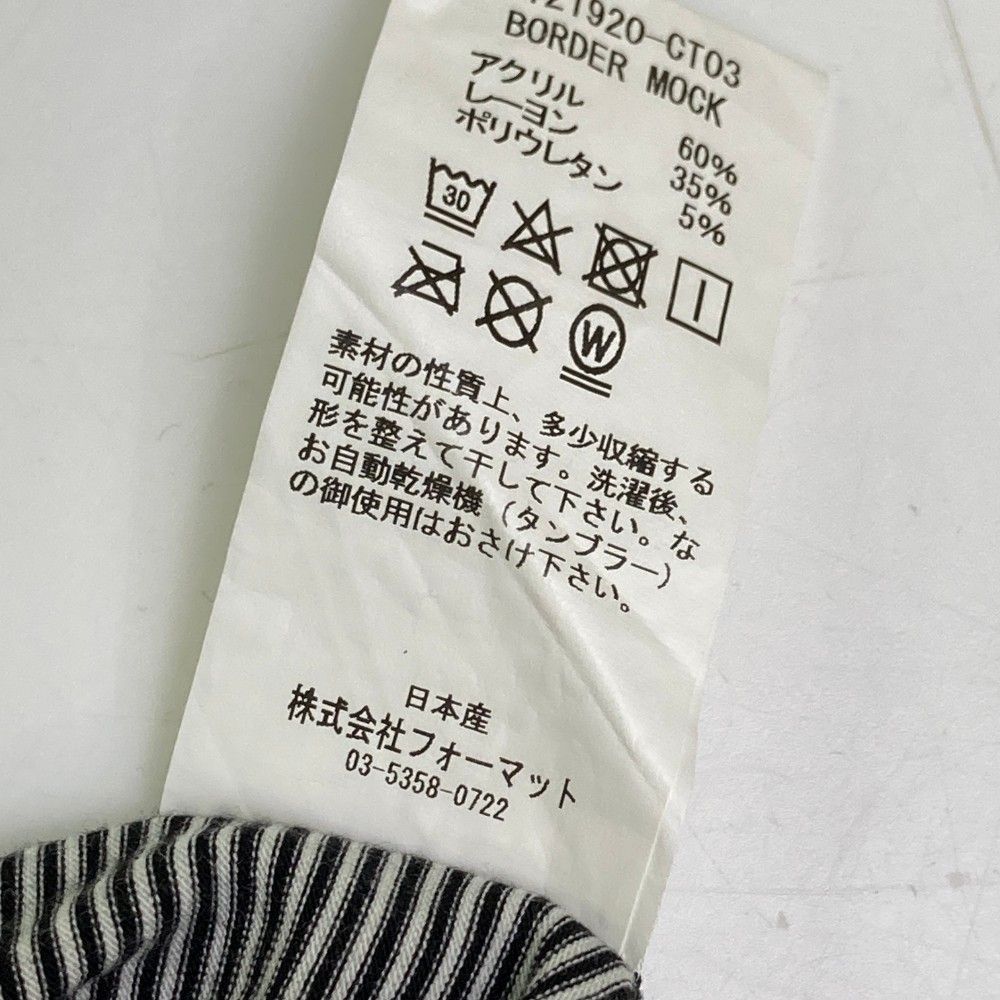 21920-CT03
BORDER MOCK
アクリル 60%
レーヨン 35%
ポリウレタン 5%
30
W
素材の性質上、多少収縮する
可能性があります。洗濯後、
形を整えて干して下さい。な
お自動乾燥機(タンブラー)
の御使用はおさけ下さい。
日本産
株式会社フォーマット
03-5358-0722